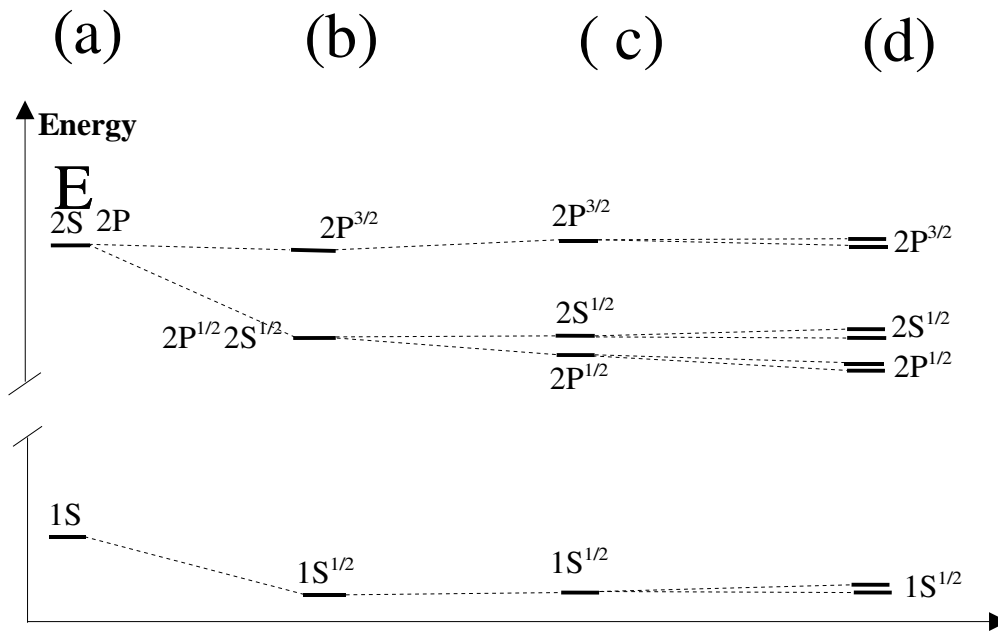 (a) (b) ( c) (d)
Energy
E
2S 2P
2P3/2
2P3/2
2P3/2
2P1/2 2S1/2
2S1/2
2S1/2
2P1/2
2P1/2
1S
1S1/2
1S1/2
1S1/2